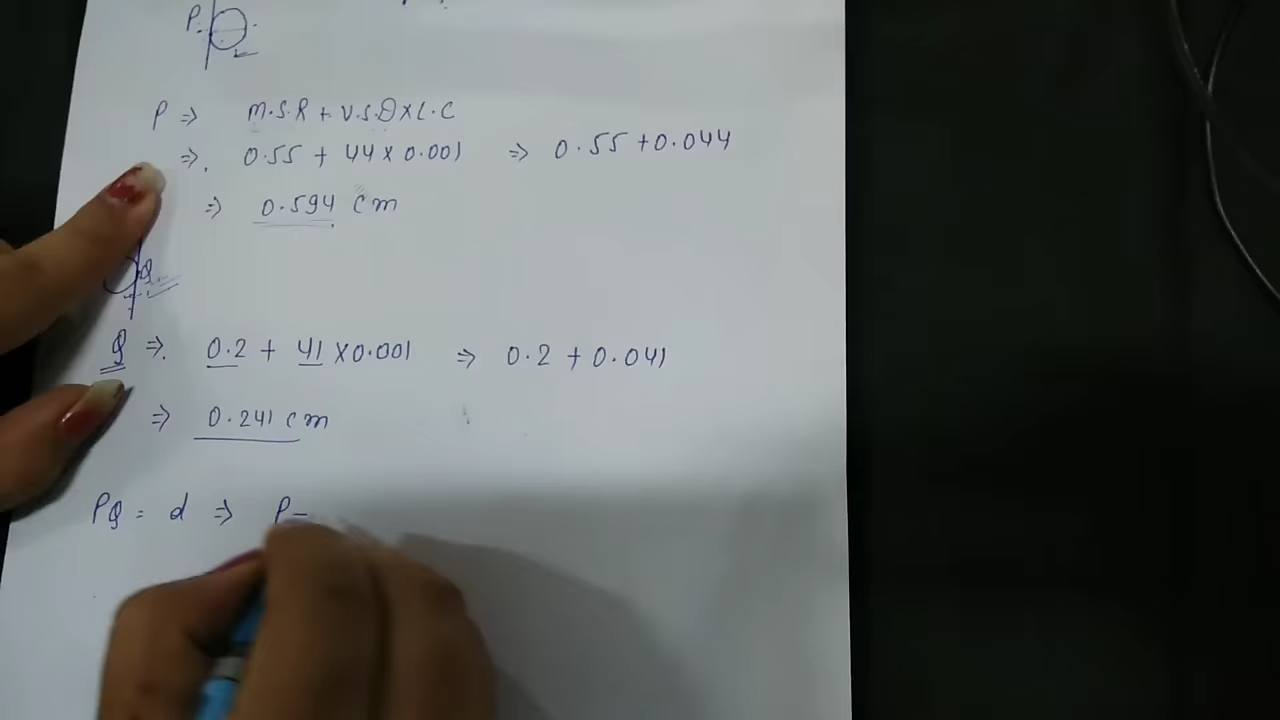 P
P ⇒ M.S.R + V.S.D×L.C
⇒. 0.55 + 44 × 0.001 ⇒ 0.55 + 0.044
⇒ 0.594 cm
Q.
Q ⇒. 0.2 + 41 × 0.001 ⇒ 0.2 + 0.041
⇒ 0.241 cm
PQ = d ⇒ P-